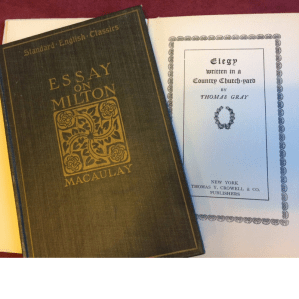 Standard·English·Classics
ESSAY
ON
MILTON
MACAULAY
Elegy
written in a
Country Church-yard
BY
THOMAS GRAY
NEW YORK
THOMAS Y. CROWELL & CO.
PUBLISHERS